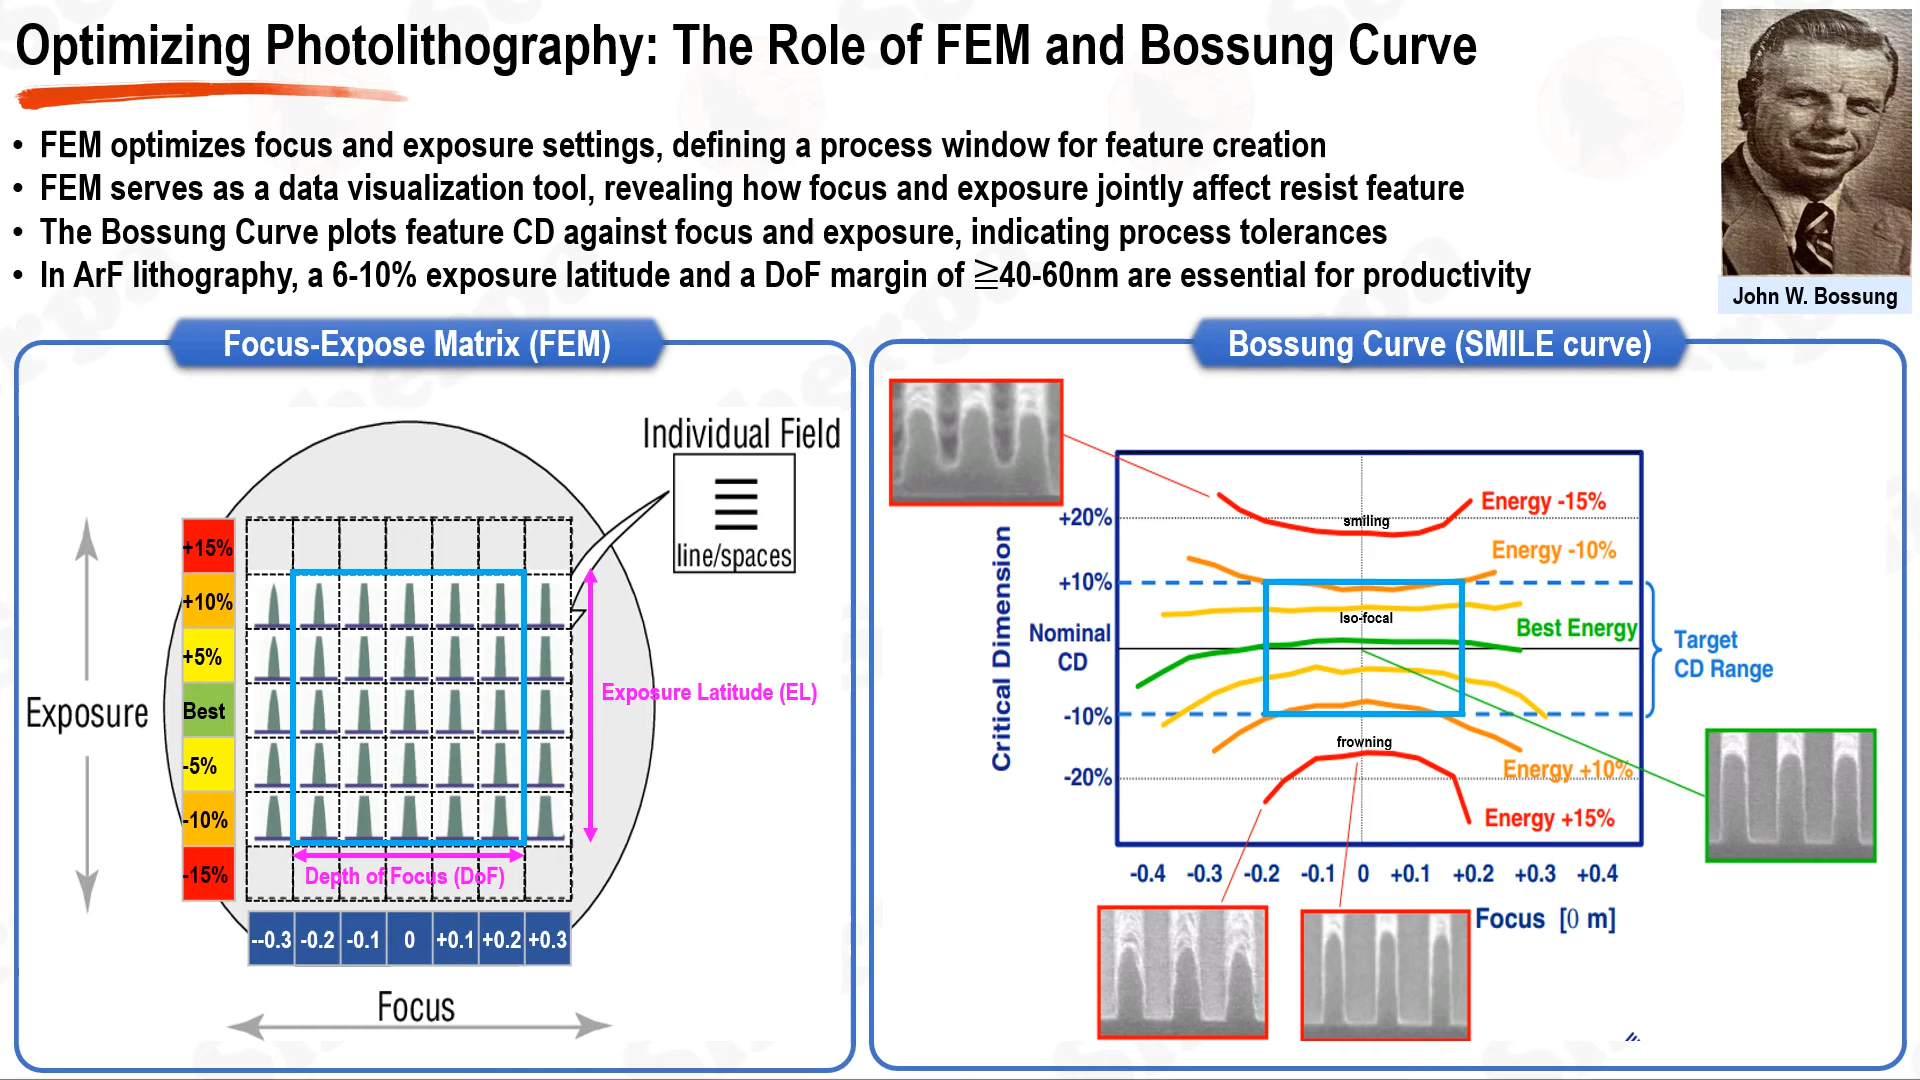 Optimizing Photolithography: The Role of FEM and Bossung Curve
• FEM optimizes focus and exposure settings, defining a process window for feature creation
• FEM serves as a data visualization tool, revealing how focus and exposure jointly affect resist feature
• The Bossung Curve plots feature CD against focus and exposure, indicating process tolerances
• In ArF lithography, a 6-10% exposure latitude and a DoF margin of ≧40-60nm are essential for productivity
John W. Bossung
Focus-Expose Matrix (FEM)
Individual Field
line/spaces
Exposure
+15%
+10%
+5%
Best
-5%
-10%
-15%
Exposure Latitude (EL)
Depth of Focus (DoF)
--0.3 -0.2 -0.1 0 +0.1 +0.2 +0.3
Focus
Bossung Curve (SMILE curve)
Critical Dimension
+20%
+10%
Nominal
CD
-10%
-20%
smiling
Iso-focal
frowning
Energy -15%
Energy -10%
Best Energy
Energy +10%
Energy +15%
Target
CD Range
-0.4 -0.3 -0.2 -0.1 0 +0.1 +0.2 +0.3 +0.4
Focus [0 m]